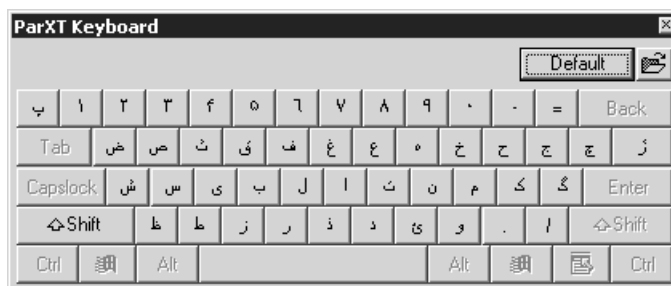 ParXT Keyboard
Default
پ ۱ ۲ ۳ ۴ ۵ ۶ ۷ ۸ ۹ ۰ - = Back
Tab ض ص ث ق ف غ ع ه خ ح ج چ ژ
Capslock ش س ی ب ل ا ت ن م ک گ Enter
Shift ظ ط ز ر ذ د ئ و . / Shift
Ctrl Alt Alt Ctrl